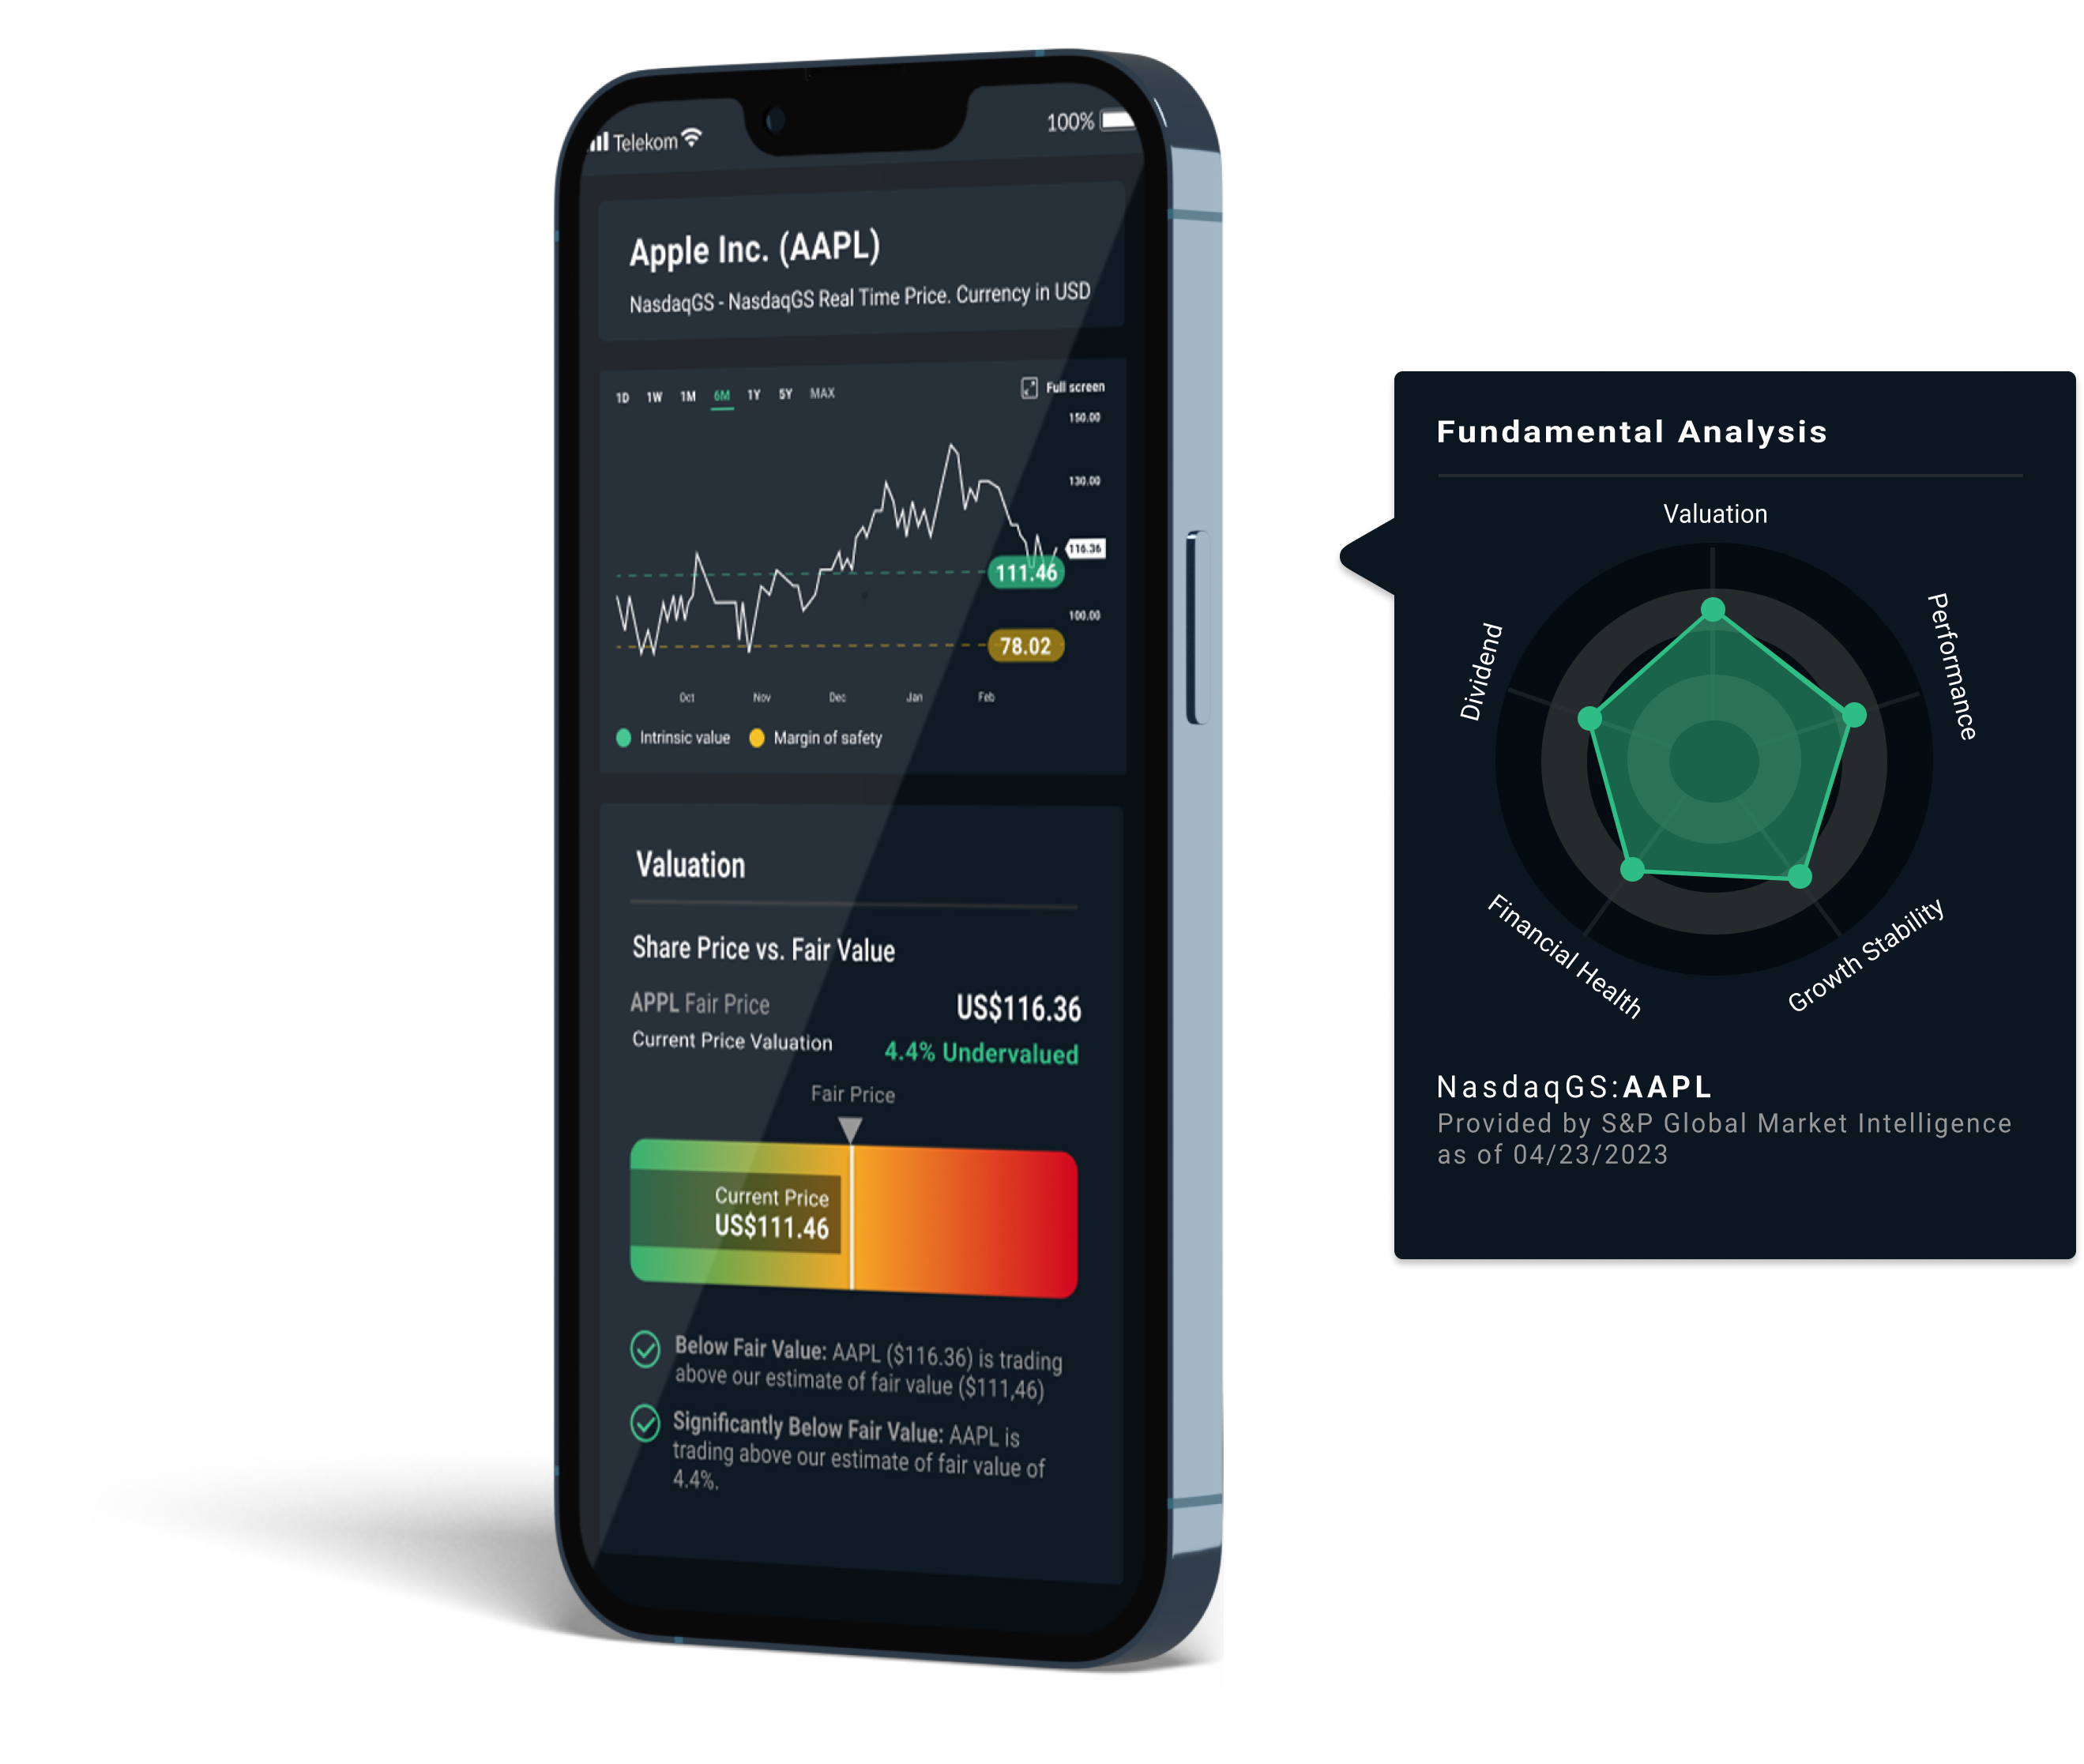 Telekom
100%
Apple Inc. (AAPL)
NasdaqGS - NasdaqGS Real Time Price. Currency in USD
1D 1W 1M 6M 1Y 5Y MAX
Full screen
150.00
130.00
116.36
111.46
100.00
78.02
Oct Nov Dec Jan Feb
Intrinsic value Margin of safety
Valuation
Share Price vs. Fair Value
APPL Fair Price US$116.36
Current Price Valuation 4.4% Undervalued
Fair Price
Current Price
US$111.46
Below Fair Value: AAPL ($116.36) is trading
above our estimate of fair value ($111,46)
Significantly Below Fair Value: AAPL is
trading above our estimate of fair value of
4.4%.
Fundamental Analysis
Valuation
Performance
Dividend
Financial Health
Growth Stability
NasdaqGS:AAPL
Provided by S&P Global Market Intelligence
as of 04/23/2023